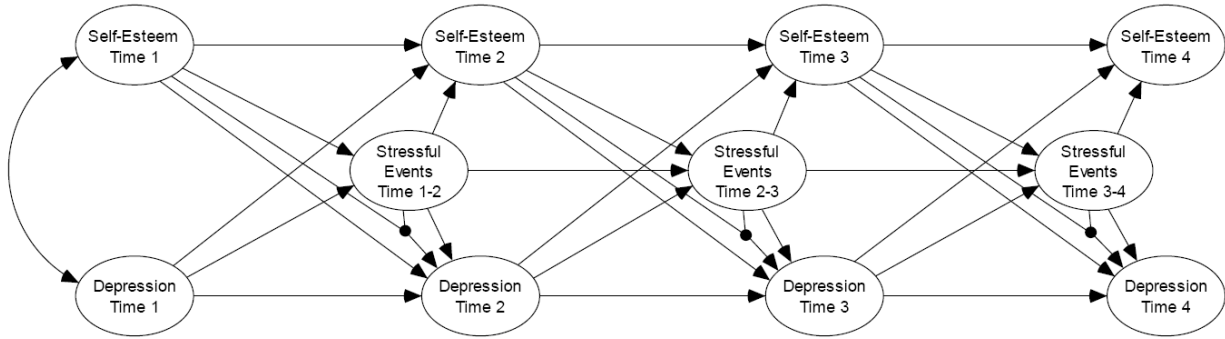 Self-Esteem
Time 1
Self-Esteem
Time 2
Self-Esteem
Time 3
Self-Esteem
Time 4
Stressful
Events
Time 1-2
Stressful
Events
Time 2-3
Stressful
Events
Time 3-4
Depression
Time 1
Depression
Time 2
Depression
Time 3
Depression
Time 4